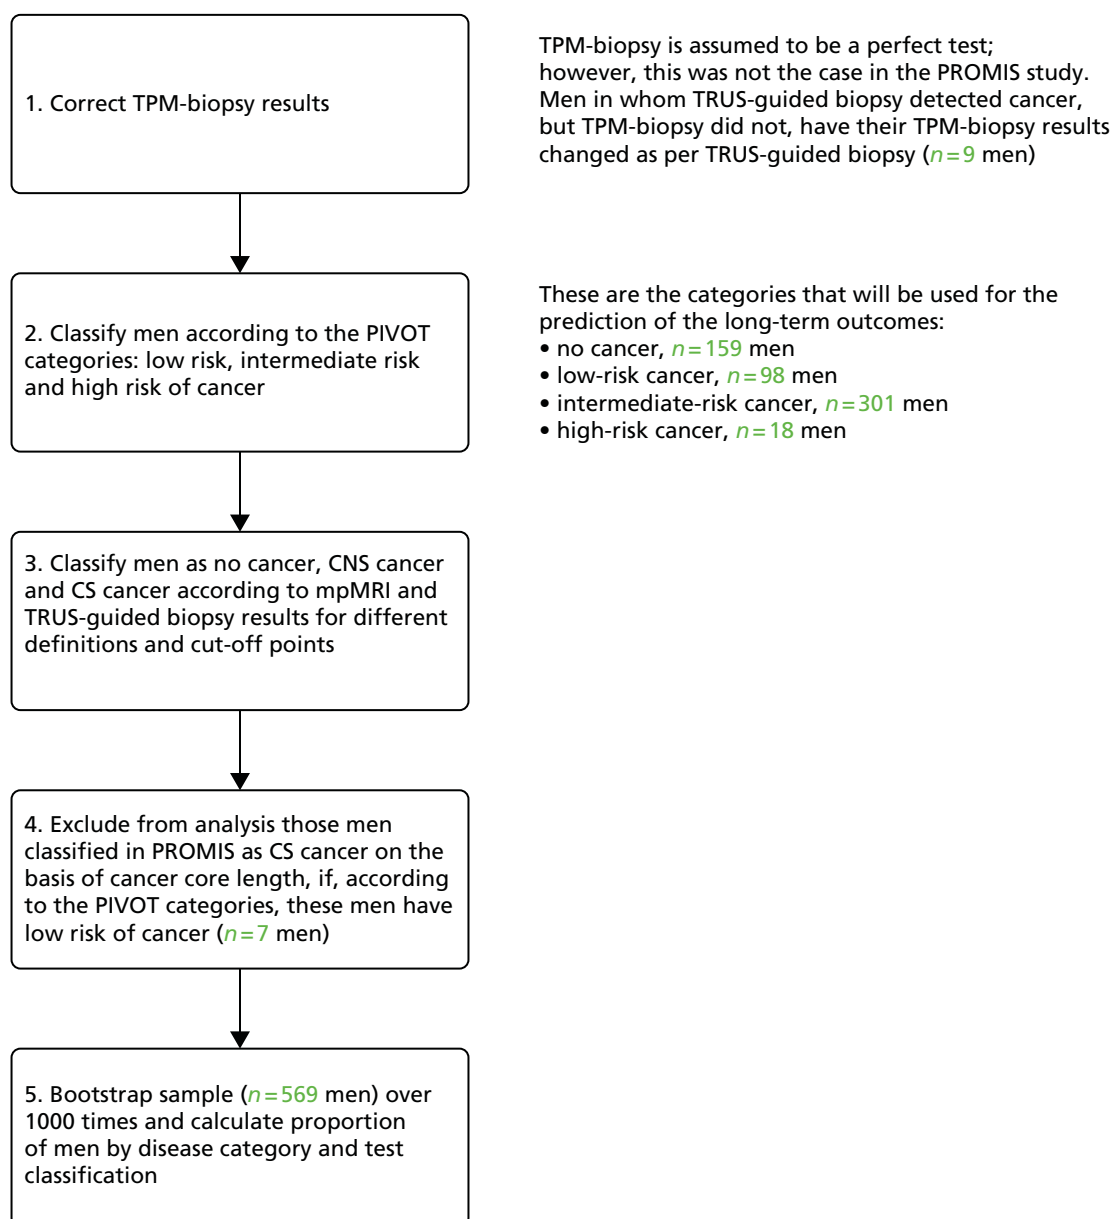 1. Correct TPM-biopsy results
TPM-biopsy is assumed to be a perfect test;
however, this was not the case in the PROMIS study.
Men in whom TRUS-guided biopsy detected cancer,
but TPM-biopsy did not, have their TPM-biopsy results
changed as per TRUS-guided biopsy (n=9 men)
2. Classify men according to the PIVOT
categories: low risk, intermediate risk
and high risk of cancer
These are the categories that will be used for the
prediction of the long-term outcomes:
• no cancer, n=159 men
• low-risk cancer, n=98 men
• intermediate-risk cancer, n=301 men
• high-risk cancer, n=18 men
3. Classify men as no cancer, CNS cancer
and CS cancer according to mpMRI and
TRUS-guided biopsy results for different
definitions and cut-off points
4. Exclude from analysis those men
classified in PROMIS as CS cancer on the
basis of cancer core length, if, according
to the PIVOT categories, these men have
low risk of cancer (n=7 men)
5. Bootstrap sample (n=569 men) over
1000 times and calculate proportion
of men by disease category and test
classification